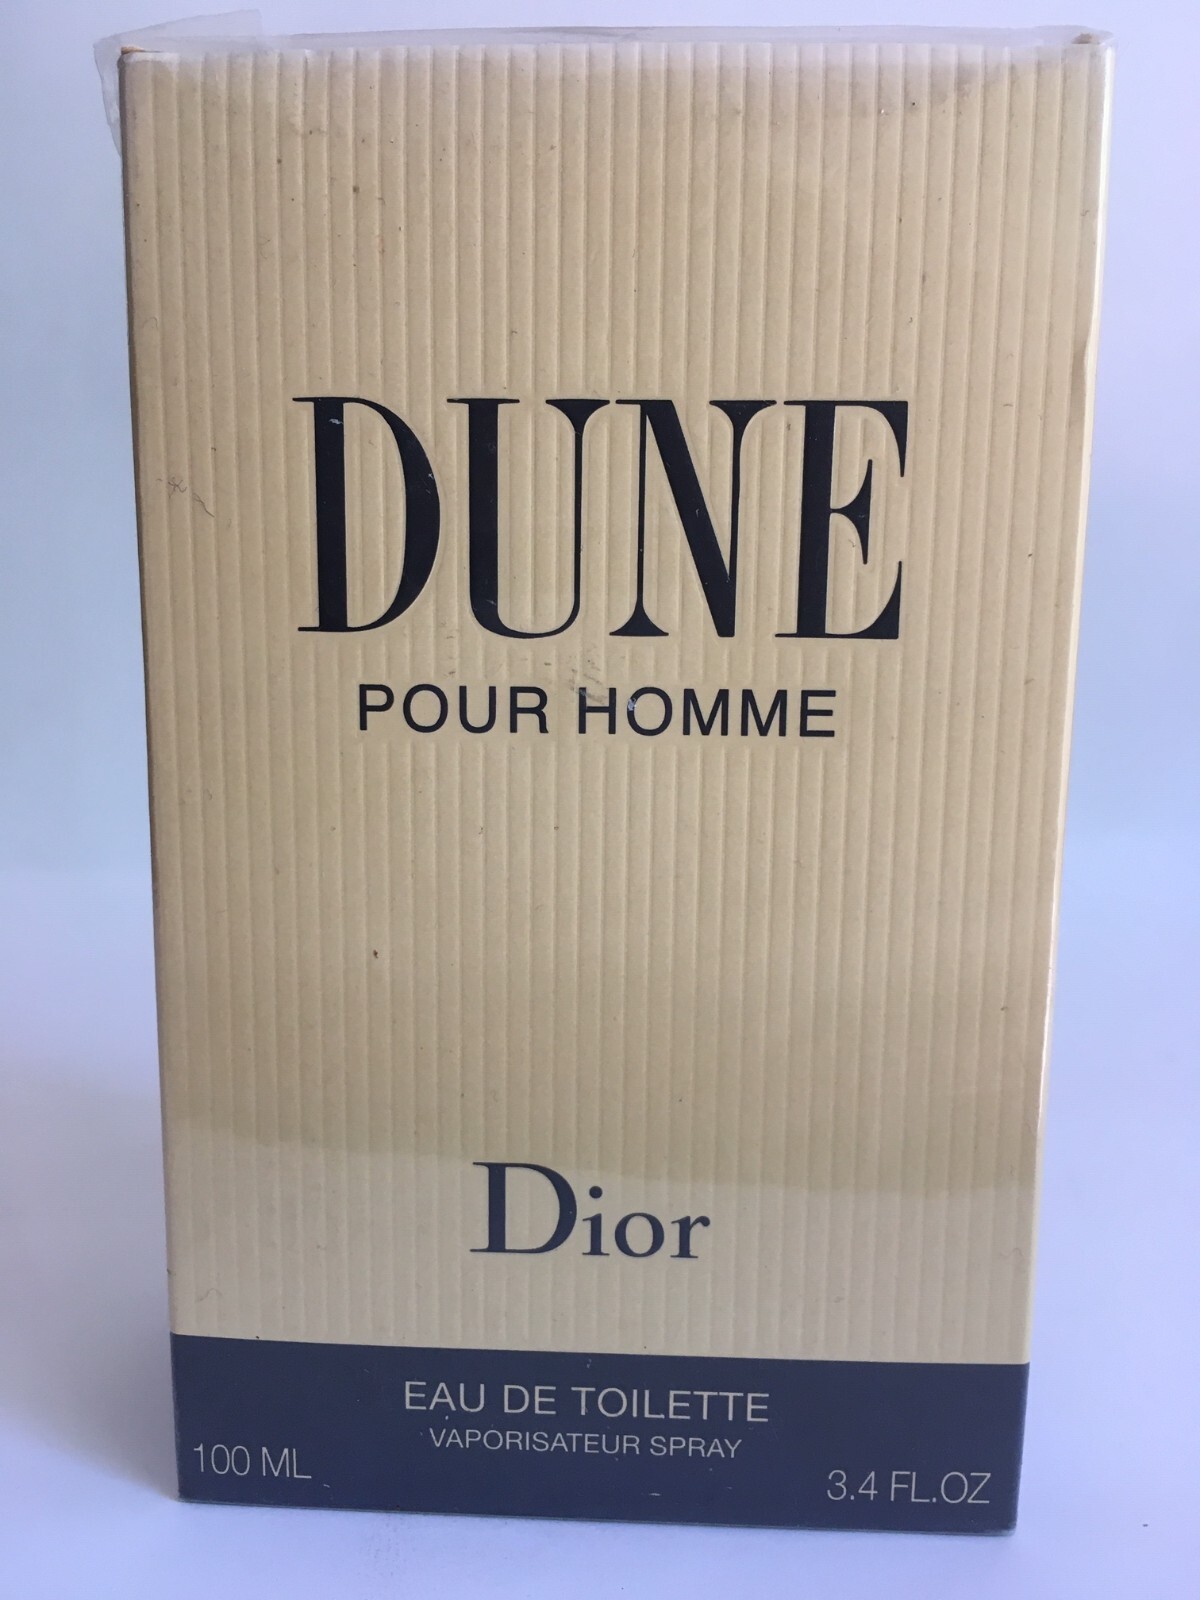 DUNE
POUR HOMME
Dior
EAU DE TOILETTE
VAPORISATEUR SPRAY
100 ML
3.4 FL.OZ